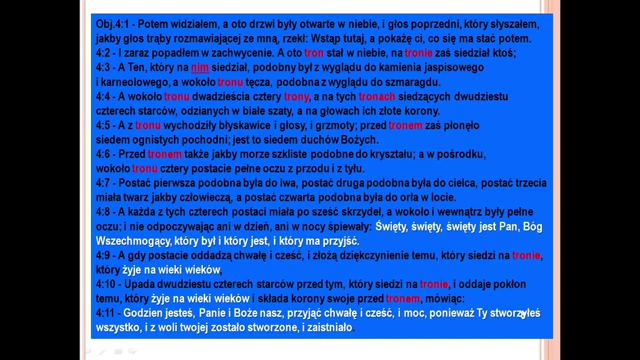 Obj.4:1 - Potem widziałem, a oto drzwi były otwarte w niebie, i głos poprzedni, który słyszałem,
jakby głos trąby rozmawiającej ze mną, rzekł: Wstąp tutaj, a pokażę ci, co się ma stać potem.
4:2 - I zaraz popadłem w zachwycenie. A oto tron stał w niebie, na tronie zaś siedział ktoś;
4:3 - A Ten, który na nim siedział, podobny był z wyglądu do kamienia jaspisowego
i karneolowego, a wokoło tronu tęcza, podobna z wyglądu do szmaragdu.
4:4 - A wokoło tronu dwadzieścia cztery trony, a na tych tronach siedzących dwudziestu
czterech starców, odzianych w białe szaty, a na głowach ich złote korony.
4:5 - A z tronu wychodziły błyskawice i głosy, i grzmoty; przed tronem zaś płonęło
siedem ognistych pochodni; jest to siedem duchów Bożych.
4:6 - Przed tronem także jakby morze szkliste podobne do kryształu; a w pośrodku,
wokoło tronu cztery postacie pełne oczu z przodu i z tyłu.
4:7 - Postać pierwsza podobna była do lwa, postać druga podobna była do cielca, postać trzecia
miała twarz jakby człowieczą, a postać czwarta podobna była do orła w locie.
4:8 - A każda z tych czterech postaci miała po sześć skrzydeł, a wokoło i wewnątrz były pełne
oczu; i nie odpoczywając ani w dzień, ani w nocy śpiewały: Święty, święty, święty jest Pan, Bóg
Wszechmogący, który był i który jest, i który ma przyjść.
4:9 - A gdy postacie oddadzą chwałę i cześć, i złożą dziękczynienie temu, który siedzi na tronie,
który żyje na wieki wieków,
4:10 - Upada dwudziestu czterech starców przed tym, który siedzi na tronie, i oddaje pokłon
temu, który żyje na wieki wieków i składa korony swoje przed tronem, mówiąc:
4:11 - Godzien jesteś, Panie i Boże nasz, przyjąć chwałę i cześć, i moc, ponieważ Ty stworzyłeś
wszystko, i z woli twojej zostało stworzone, i zaistniało.